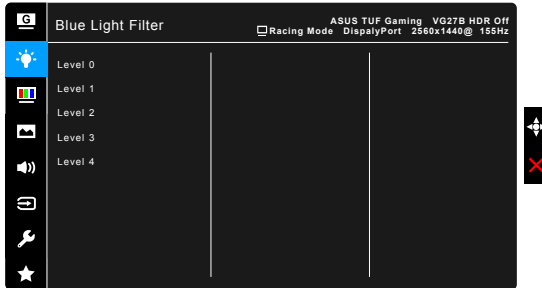 G
Blue Light Filter
ASUS TUF Gaming VG27B HDR Off
Racing Mode DispalyPort 2560x1440@ 155Hz
Level 0
Level 1
Level 2
Level 3
Level 4